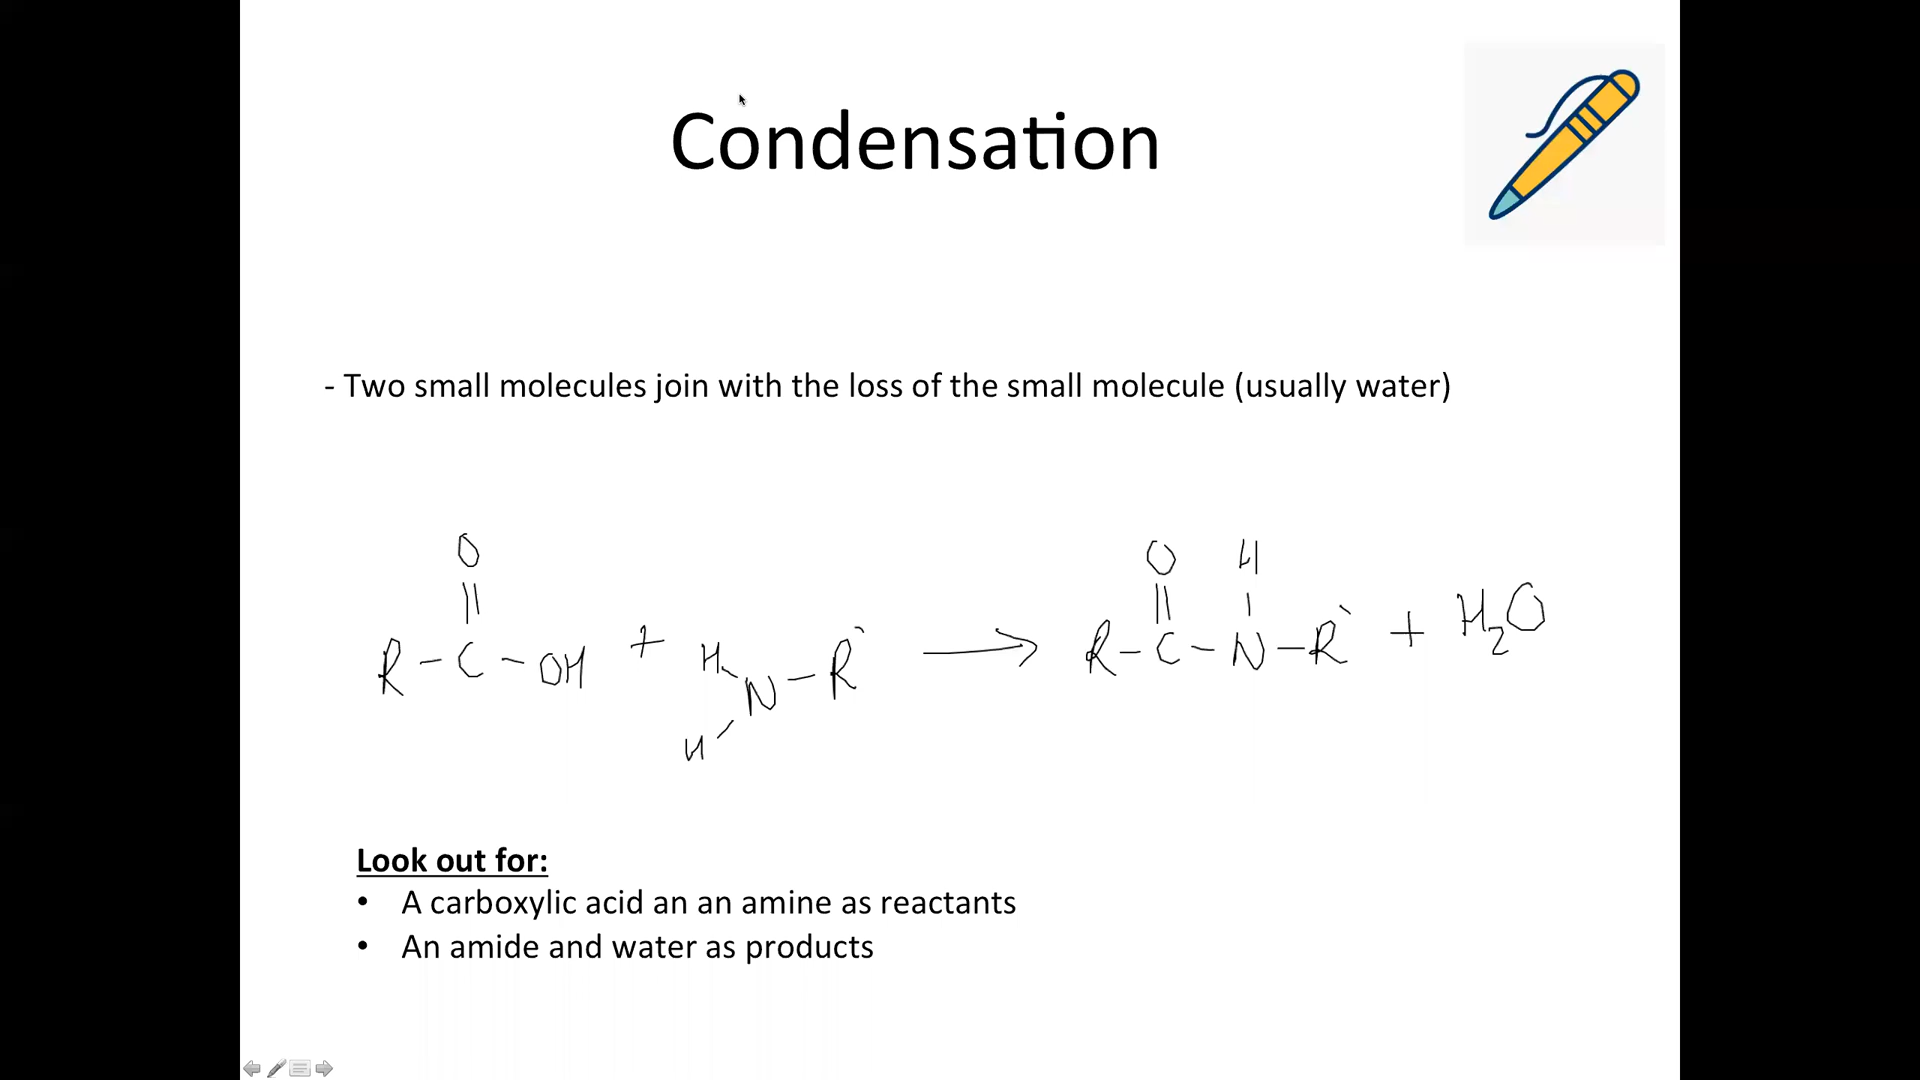 Condensation
- Two small molecules join with the loss of the small molecule (usually water)
O O H
|| || |
R - C - OH + H N - R` → R - C - N - R` + H₂O
H
Look out for:
• A carboxylic acid an an amine as reactants
• An amide and water as products